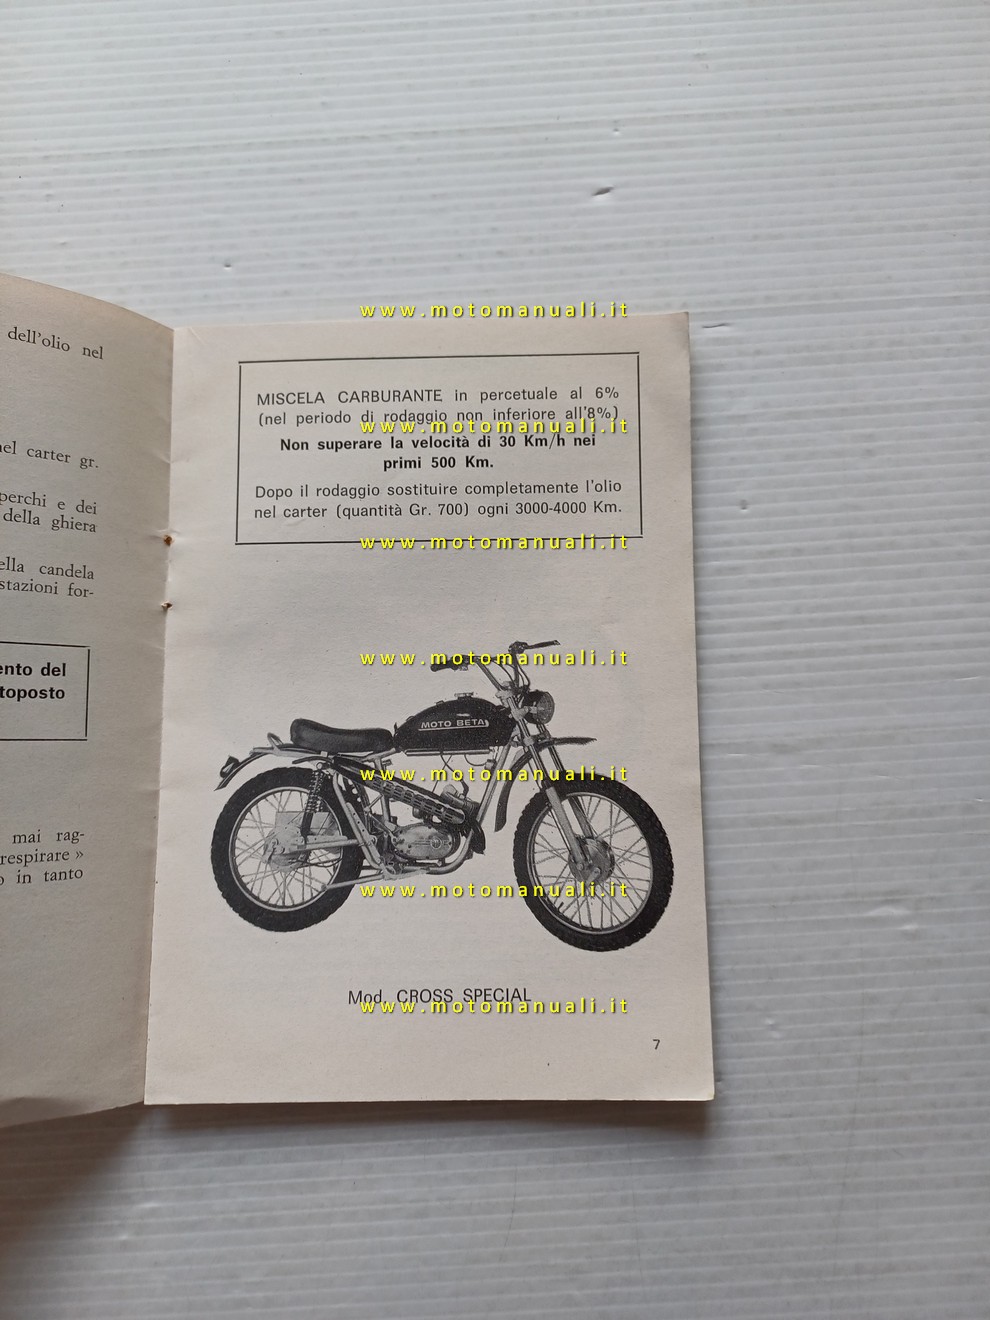 dell'olio nel
nel carter gr.
perchi e dei
della ghiera
ella candela
stazioni for-
ento del
toposto
mai rag-
respirare »
in tanto
www.motomanuali.it
MISCELA CARBURANTE in percetuale al 6%
(nel periodo di rodaggio non inferiore all'8%)
www.motomanuali.it
Non superare la velocità di 30 Km/h nei
primi 500 Km.
Dopo il rodaggio sostituire completamente l'olio
nel carter (quantità Gr. 700) ogni 3000-4000 Km.
www.motomanuali.it
www.motomanuali.it
MOTO BETA
www.motomanuali.it
www.motomanuali.it
Mod. CROSS SPECIAL
www.motomanuali.it
7